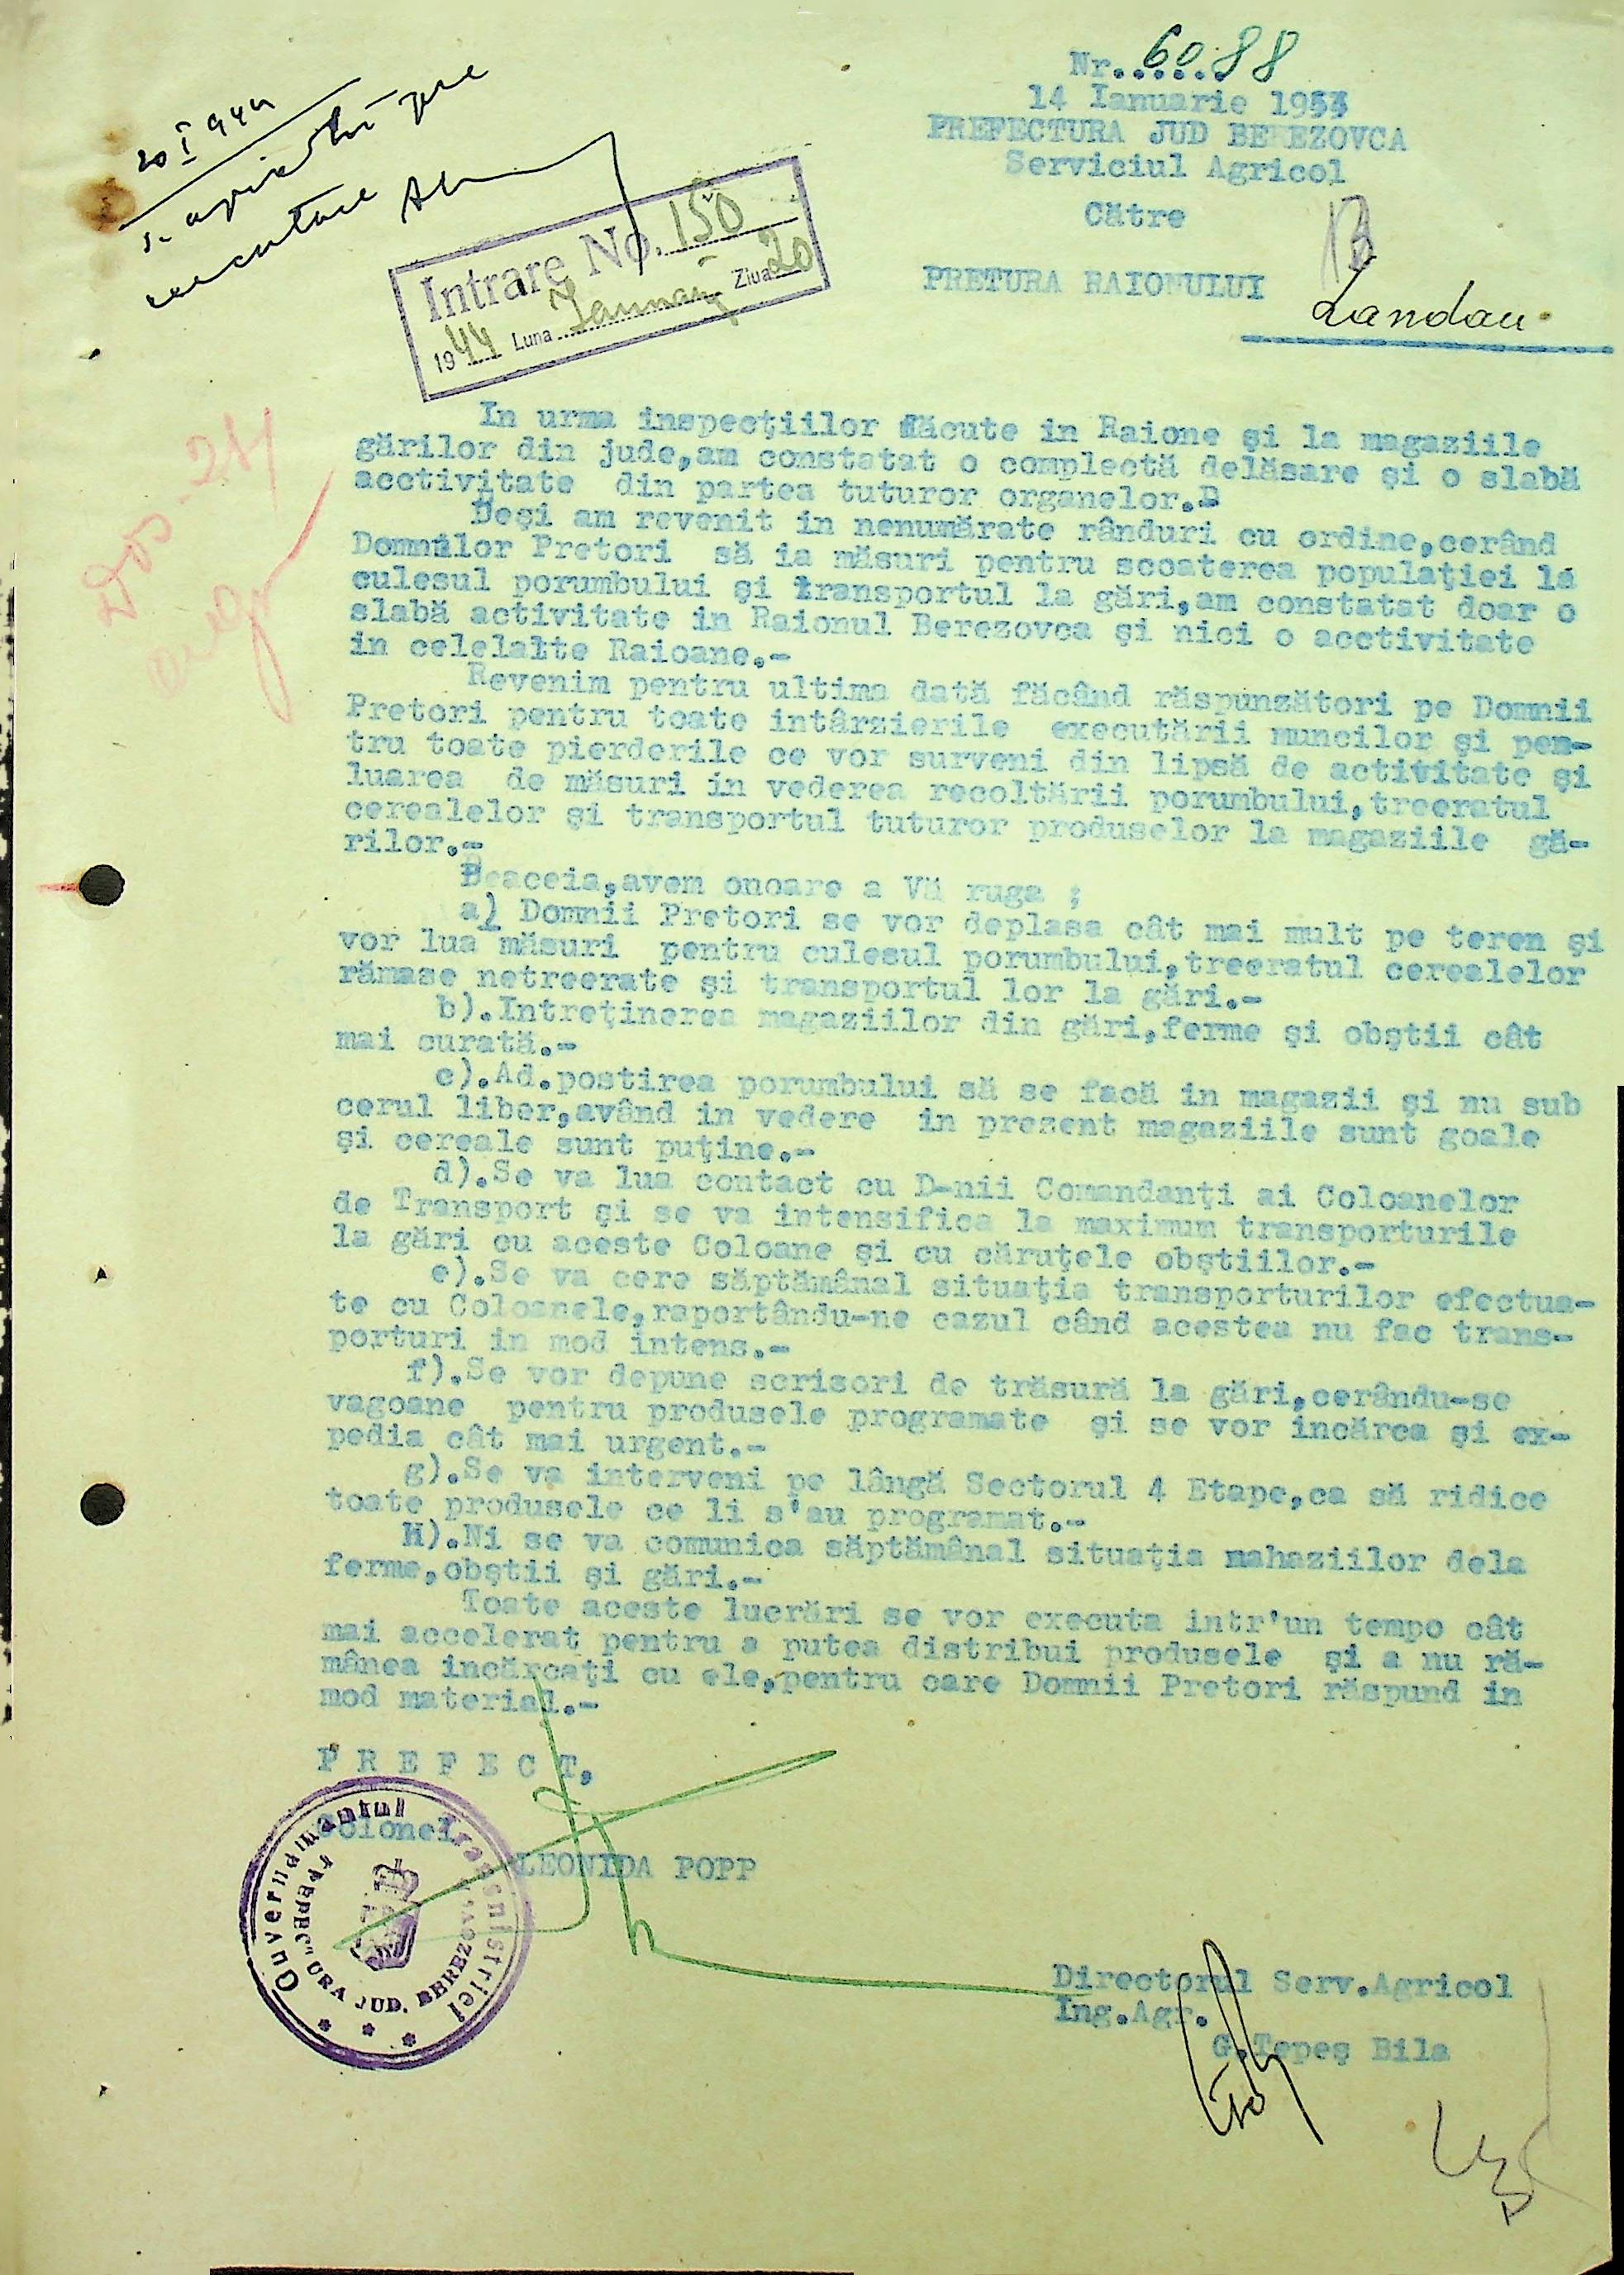 Nr. 6088
14 Ianuarie 1944
PREFECTURA JUD BEREZOVCA
Serviciul Agricol
Către
PRETURA RAIONULUI Landau
20 I 944
s. agricol pre
executare
Intrare No. 150
1944 Luna Ianuarie Ziua 20
Dos. 21
agr
In urma inspecţiilor făcute in Raione şi la magaziile
gărilor din jude,am constatat o complectă delăsare şi o slabă
acctivitate din partea tuturor organelor.
Deşi am revenit in nenumărate rânduri cu ordine,cerând
Domnilor Pretori să ia măsuri pentru scoaterea populaţiei la
culesul porumbului şi transportul la gări,am constatat doar o
slabă activitate in Raionul Berezovca şi nici o acctivitate
in celelalte Raioane.-
Revenim pentru ultima dată făcând răspunzători pe Domnii
Pretori pentru toate intârzierile executării muncilor şi pen-
tru toate pierderile ce vor surveni din lipsă de activitate şi
luarea de măsuri in vederea recoltării porumbului,treeratul
cerealelor şi transportul tuturor produselor la magaziile gă-
rilor.-
Deaceia,avem onoare a Vă ruga ;
a) Domnii Pretori se vor deplasa cât mai mult pe teren şi
vor lua măsuri pentru culesul porumbului,treeratul cerealelor
rămase netreerate şi transportul lor la gări.-
b).Intreţinerea magaziilor din gări,ferme şi obştii cât
mai curată.-
c).Ad.postirea porumbului să se facă in magazii şi nu sub
cerul liber,având in vedere in prezent magaziile sunt goale
şi cereale sunt puţine.-
d).Se va lua contact cu D-nii Comandanţi ai Coloanelor
de Transport şi se va intensifica la maximum transporturile
la gări cu aceste Coloane şi cu căruţele obştiilor.-
e).Se va cere săptămânal situaţia transporturilor efectua-
te cu Coloanele,raportându-ne cazul când acestea nu fac trans-
porturi in mod intens.-
f).Se vor depune scrisori de trăsură la gări,cerându-se
vagoane pentru produsele programate şi se vor incărca şi ex-
pedia cât mai urgent.-
g).Se va interveni pe lângă Sectorul 4 Etape,ca să ridice
toate produsele ce li s'au programat.-
H).Ni se va comunica săptămânal situaţia mahaziilor dela
ferme,obştii şi gări.-
Toate aceste lucrări se vor executa intr'un tempo cât
mai accelerat pentru a putea distribui produsele şi a nu ră-
mânea incărcaţi cu ele,pentru care Domnii Pretori răspund in
mod material.-
P R E F E C T,
Colonel
LEONIDA POPP
Guvernământul Transnistriei
PREFECTURA JUD. BEREZOVCA
Directorul Serv.Agricol
Ing.Agr.
G.Ţepeş Bila